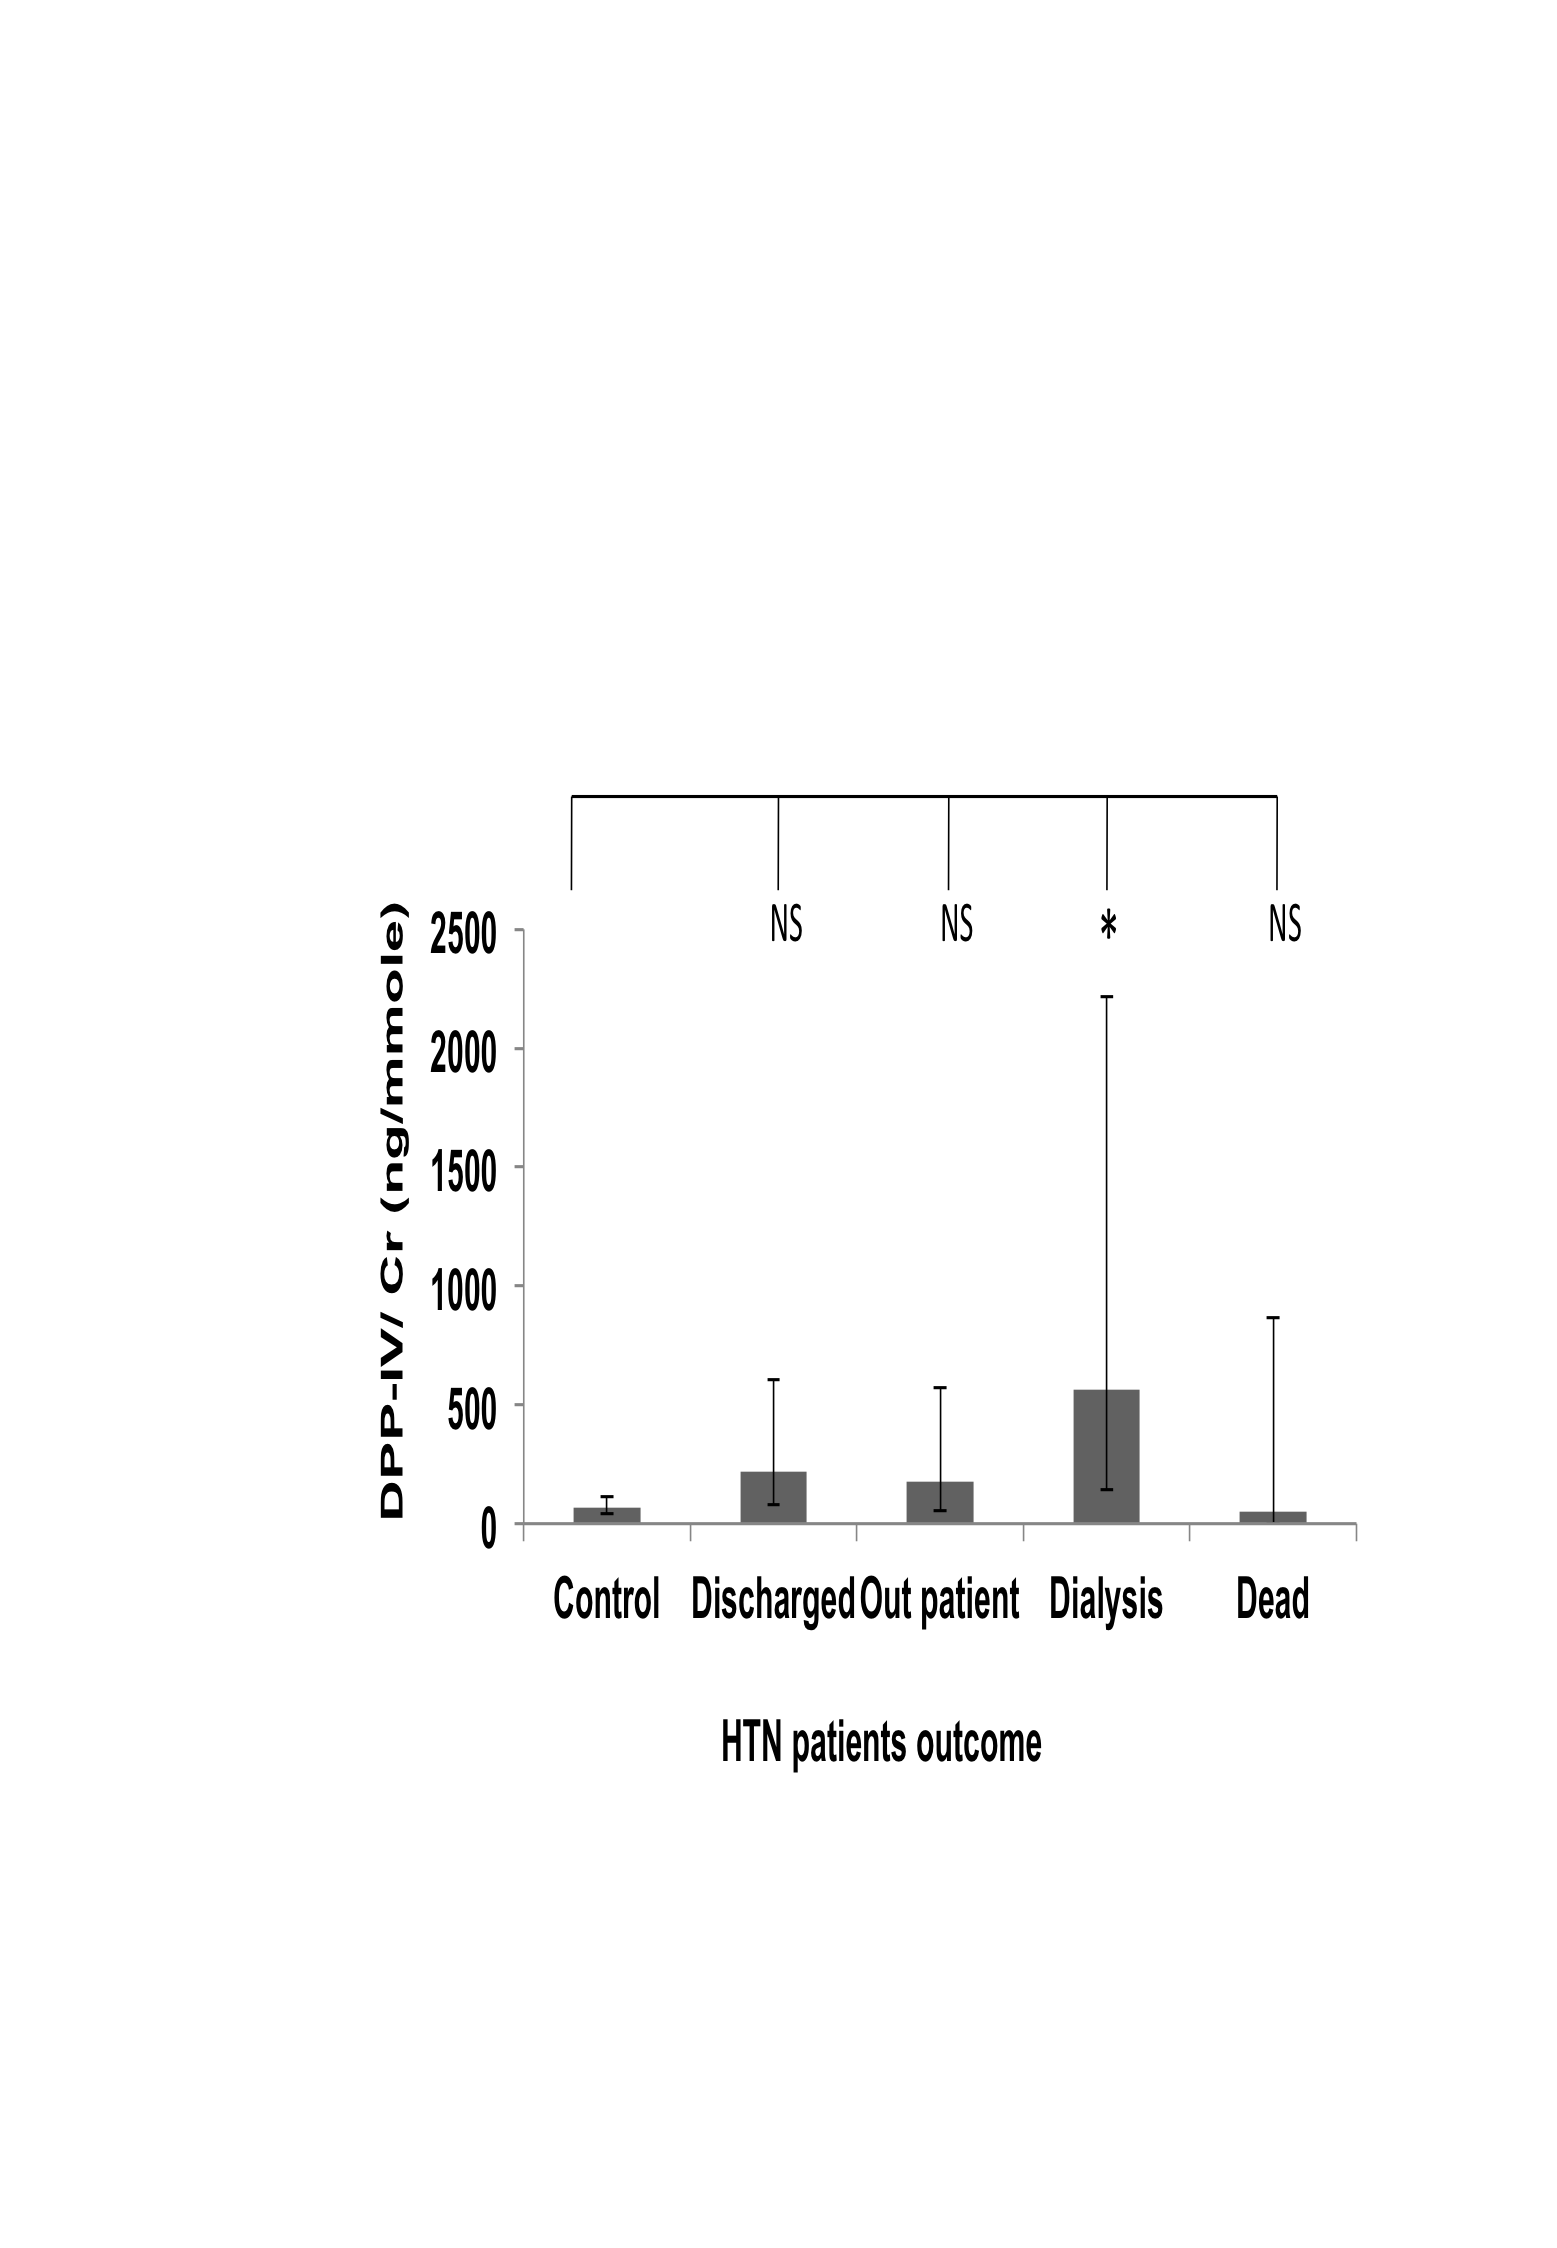 NS NS * NS
DPP-IV/ Cr (ng/mmole)
2500
2000
1500
1000
500
0
Control Discharged Out patient Dialysis Dead
HTN patients outcome